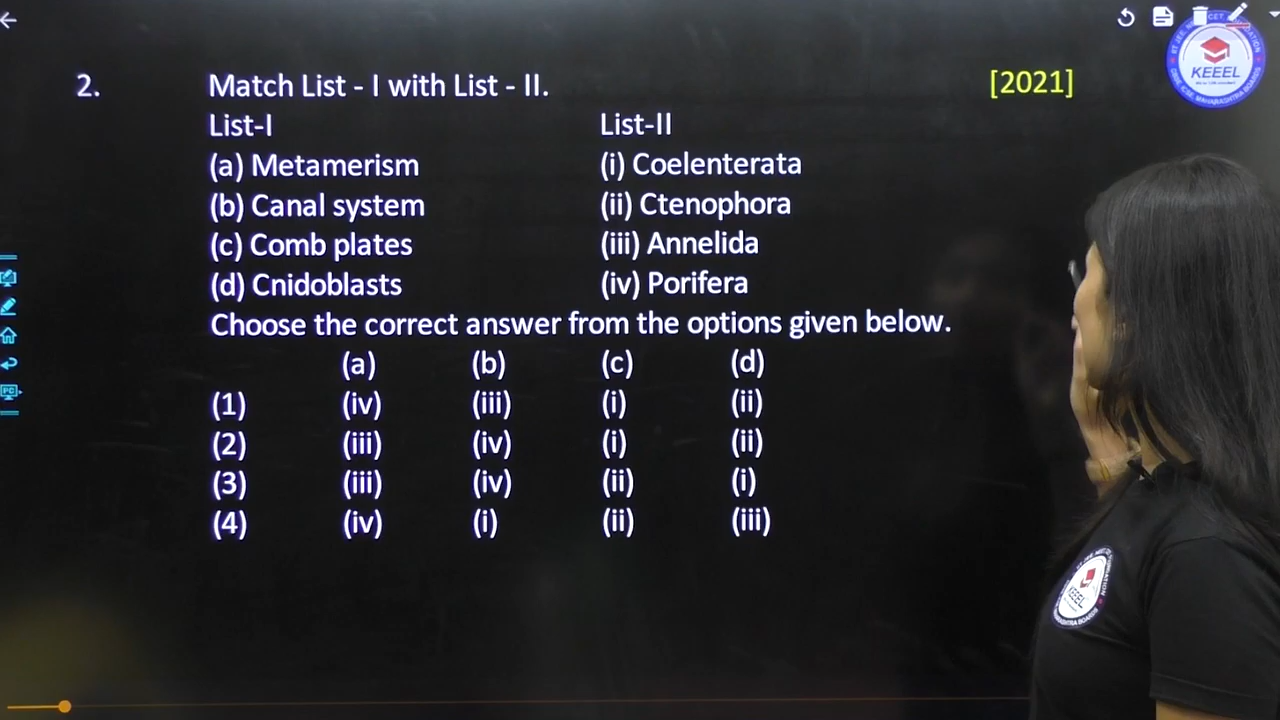 2. Match List - I with List - II. [2021]
List-I List-II
(a) Metamerism (i) Coelenterata
(b) Canal system (ii) Ctenophora
(c) Comb plates (iii) Annelida
(d) Cnidoblasts (iv) Porifera
Choose the correct answer from the options given below.
(a) (b) (c) (d)
(1) (iv) (iii) (i) (ii)
(2) (iii) (iv) (i) (ii)
(3) (iii) (iv) (ii) (i)
(4) (iv) (i) (ii) (iii)
KEEEL
KEEEL
PC